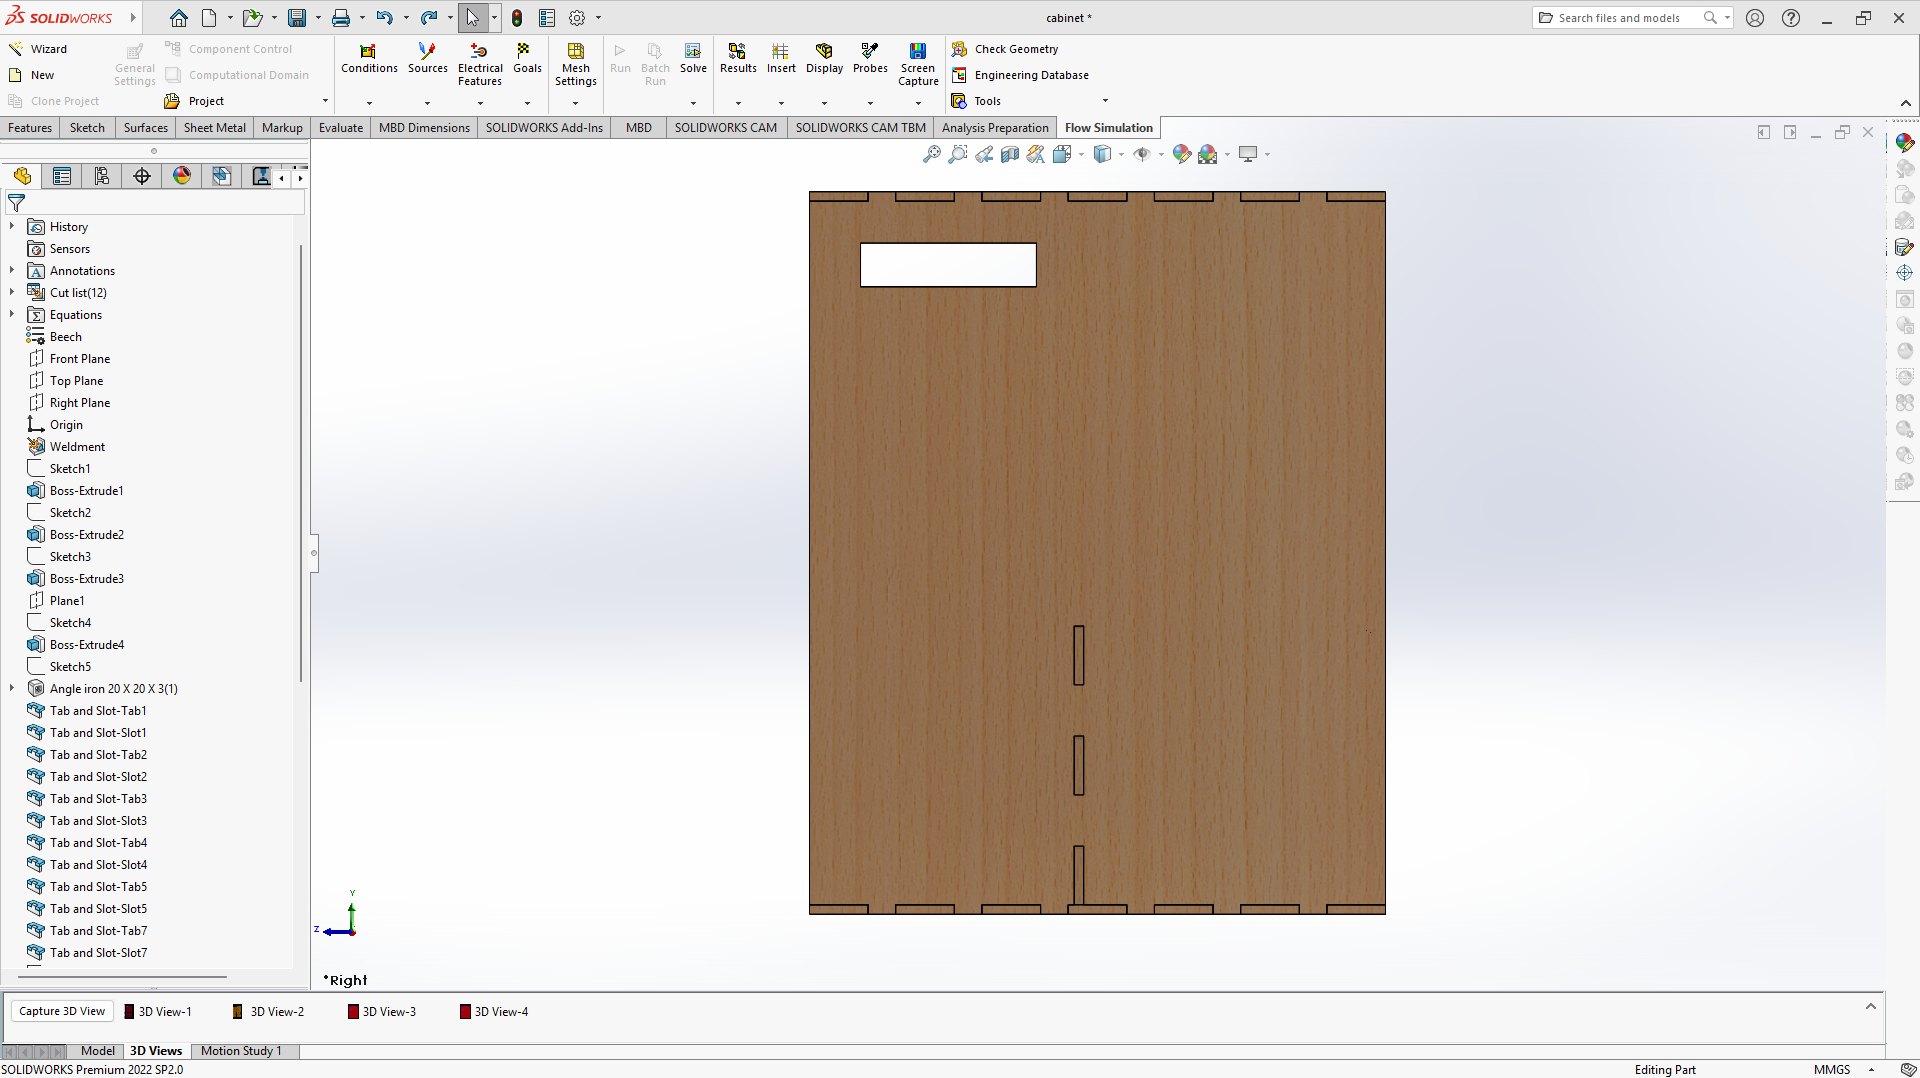 SOLIDWORKS
cabinet *
Search files and models
Wizard
New
Clone Project
General Settings
Component Control
Computational Domain
Project
Conditions
Sources
Electrical Features
Goals
Mesh Settings
Run
Batch Run
Solve
Results
Insert
Display
Probes
Screen Capture
Check Geometry
Engineering Database
Tools
Features
Sketch
Surfaces
Sheet Metal
Markup
Evaluate
MBD Dimensions
SOLIDWORKS Add-Ins
MBD
SOLIDWORKS CAM
SOLIDWORKS CAM TBM
Analysis Preparation
Flow Simulation
History
Sensors
Annotations
Cut list(12)
Equations
Beech
Front Plane
Top Plane
Right Plane
Origin
Weldment
Sketch1
Boss-Extrude1
Sketch2
Boss-Extrude2
Sketch3
Boss-Extrude3
Plane1
Sketch4
Boss-Extrude4
Sketch5
Angle iron 20 X 20 X 3(1)
Tab and Slot-Tab1
Tab and Slot-Slot1
Tab and Slot-Tab2
Tab and Slot-Slot2
Tab and Slot-Tab3
Tab and Slot-Slot3
Tab and Slot-Tab4
Tab and Slot-Slot4
Tab and Slot-Tab5
Tab and Slot-Slot5
Tab and Slot-Tab7
Tab and Slot-Slot7
Y
Z
*Right
Capture 3D View
3D View-1
3D View-2
3D View-3
3D View-4
Model
3D Views
Motion Study 1
SOLIDWORKS Premium 2022 SP2.0
Editing Part
MMGS